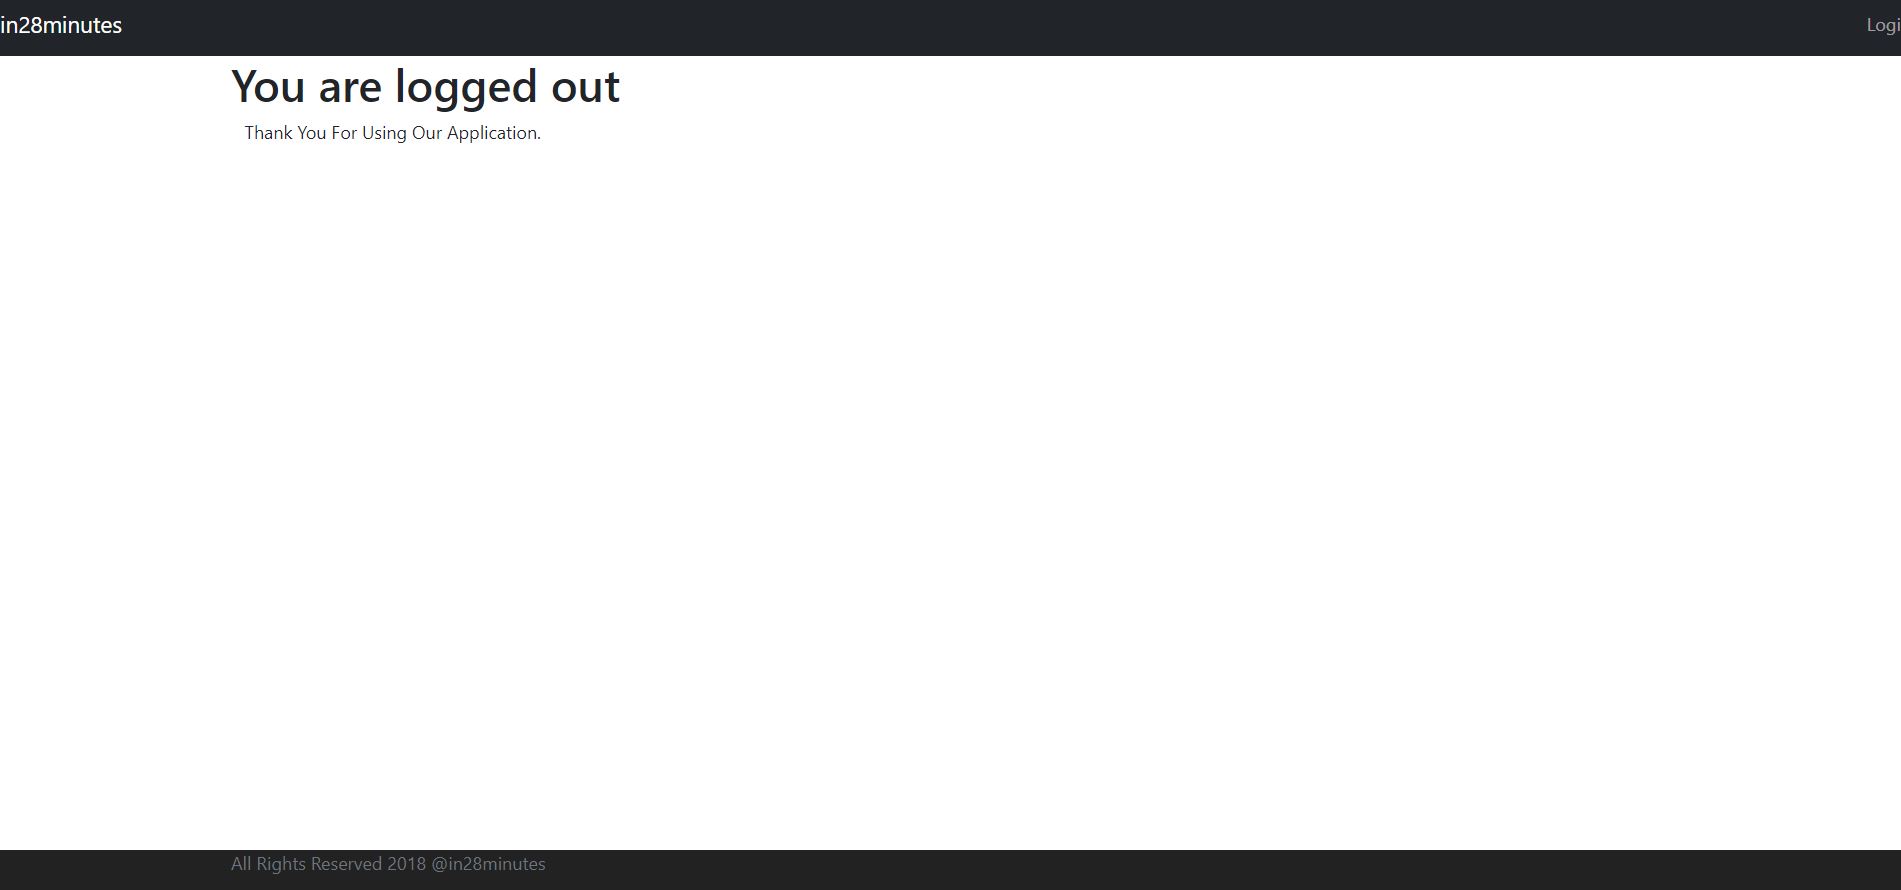 in28minutes
Logi
You are logged out
Thank You For Using Our Application.
All Rights Reserved 2018 @in28minutes